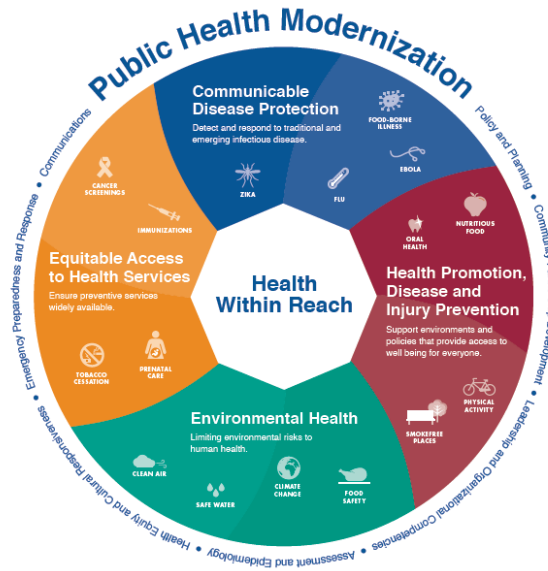 Public Health Modernization
Communicable
Disease Protection
Detect and respond to traditional and
emerging infectious disease.
ZIKA
FLU
FOOD-BORNE
ILLNESS
EBOLA
ORAL
HEALTH
NUTRITIOUS
FOOD
Health Promotion,
Disease and
Injury Prevention
Support environments and
policies that provide access to
well being for everyone.
SMOKEFREE
PLACES
PHYSICAL
ACTIVITY
Environmental Health
Limiting environmental risks to
human health.
CLEAN AIR
SAFE WATER
CLIMATE
CHANGE
FOOD
SAFETY
Equitable Access
to Health Services
Ensure preventive services
widely available.
CANCER
SCREENINGS
IMMUNIZATIONS
TOBACCO
CESSATION
PRENATAL
CARE
Health
Within Reach
Policy and Planning •
Development •
Leadership and Organizational Competencies •
Assessment and Epidemiology •
Health Equity and Cultural Responsiveness •
Emergency Preparedness and Response •
Communications